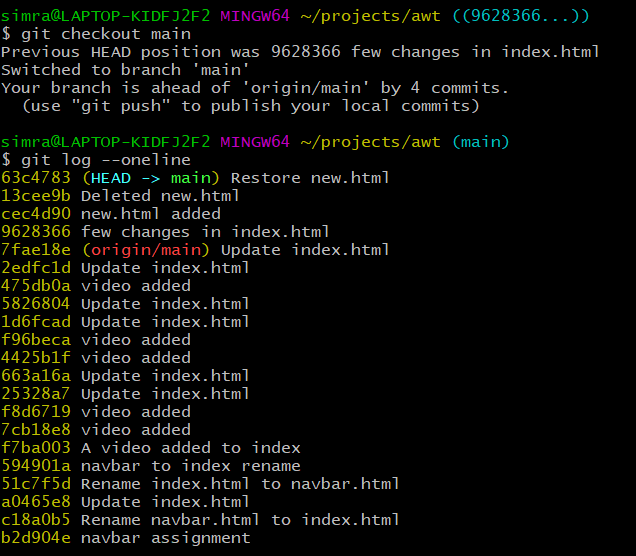 simra@LAPTOP-KIDFJ2F2 MINGW64 ~/projects/awt ((9628366...))
$ git checkout main
Previous HEAD position was 9628366 few changes in index.html
Switched to branch 'main'
Your branch is ahead of 'origin/main' by 4 commits.
  (use "git push" to publish your local commits)

simra@LAPTOP-KIDFJ2F2 MINGW64 ~/projects/awt (main)
$ git log --oneline
63c4783 (HEAD -> main) Restore new.html
13cee9b Deleted new.html
cec4d90 new.html added
9628366 few changes in index.html
7fae18e (origin/main) Update index.html
2edfc1d Update index.html
475db0a video added
5826804 Update index.html
1d6fcad Update index.html
f96beca video added
4425b1f video added
663a16a Update index.html
25328a7 Update index.html
f8d6719 video added
7cb18e8 video added
f7ba003 A video added to index
594901a navbar to index rename
51c7f5d Rename index.html to navbar.html
a0465e8 Update index.html
c18a0b5 Rename navbar.html to index.html
b2d904e navbar assignment